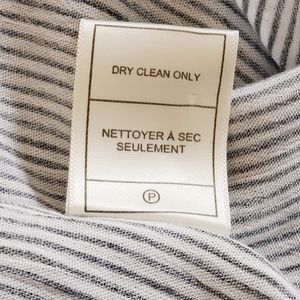 DRY CLEAN ONLY
NETTOYER À SEC
SEULEMENT
P